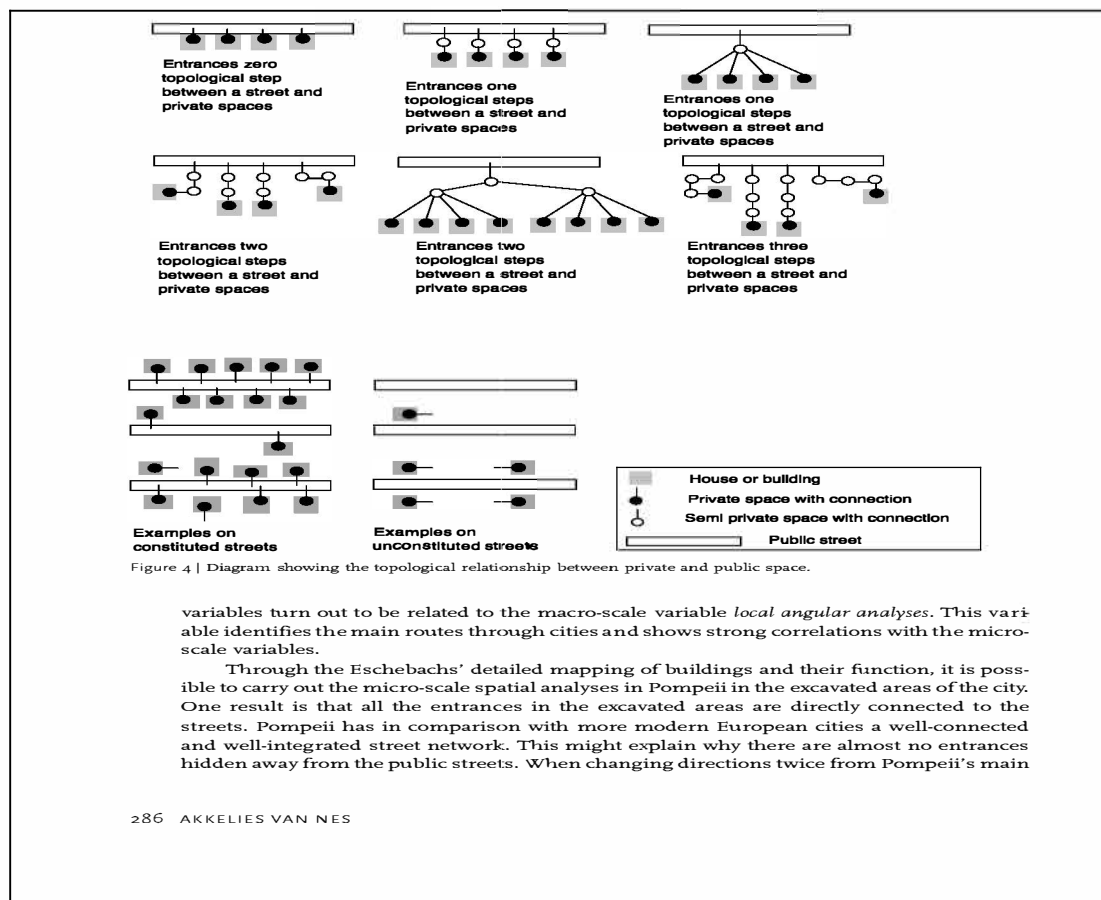 Entrances zero
topological step
between a street and
private spaces
Entrances one
topological steps
between a street and
private spaces
Entrances one
topological steps
between a street and
private spaces
Entrances two
topological steps
between a street and
private spaces
Entrances two
topological steps
between a street and
private spaces
Entrances three
topological steps
between a street and
private spaces
Examples on
constituted streets
Examples on
unconstituted streets
House or building
Private space with connection
Semi private space with connection
Public street
Figure 4 | Diagram showing the topological relationship between private and public space.
variables turn out to be related to the macro-scale variable local angular analyses. This vari-
able identifies the main routes through cities and shows strong correlations with the micro-
scale variables.
Through the Eschebachs' detailed mapping of buildings and their function, it is poss-
ible to carry out the micro-scale spatial analyses in Pompeii in the excavated areas of the city.
One result is that all the entrances in the excavated areas are directly connected to the
streets. Pompeii has in comparison with more modern European cities a well-connected
and well-integrated street network. This might explain why there are almost no entrances
hidden away from the public streets. When changing directions twice from Pompeii's main
286 AKKELIES VAN NES